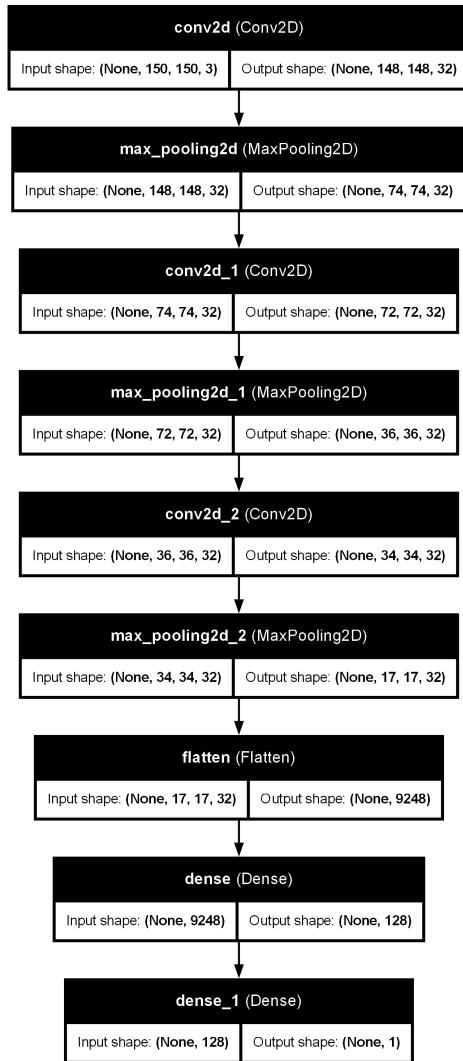 conv2d (Conv2D)
Input shape: (None, 150, 150, 3) Output shape: (None, 148, 148, 32)
max_pooling2d (MaxPooling2D)
Input shape: (None, 148, 148, 32) Output shape: (None, 74, 74, 32)
conv2d_1 (Conv2D)
Input shape: (None, 74, 74, 32) Output shape: (None, 72, 72, 32)
max_pooling2d_1 (MaxPooling2D)
Input shape: (None, 72, 72, 32) Output shape: (None, 36, 36, 32)
conv2d_2 (Conv2D)
Input shape: (None, 36, 36, 32) Output shape: (None, 34, 34, 32)
max_pooling2d_2 (MaxPooling2D)
Input shape: (None, 34, 34, 32) Output shape: (None, 17, 17, 32)
flatten (Flatten)
Input shape: (None, 17, 17, 32) Output shape: (None, 9248)
dense (Dense)
Input shape: (None, 9248) Output shape: (None, 128)
dense_1 (Dense)
Input shape: (None, 128) Output shape: (None, 1)